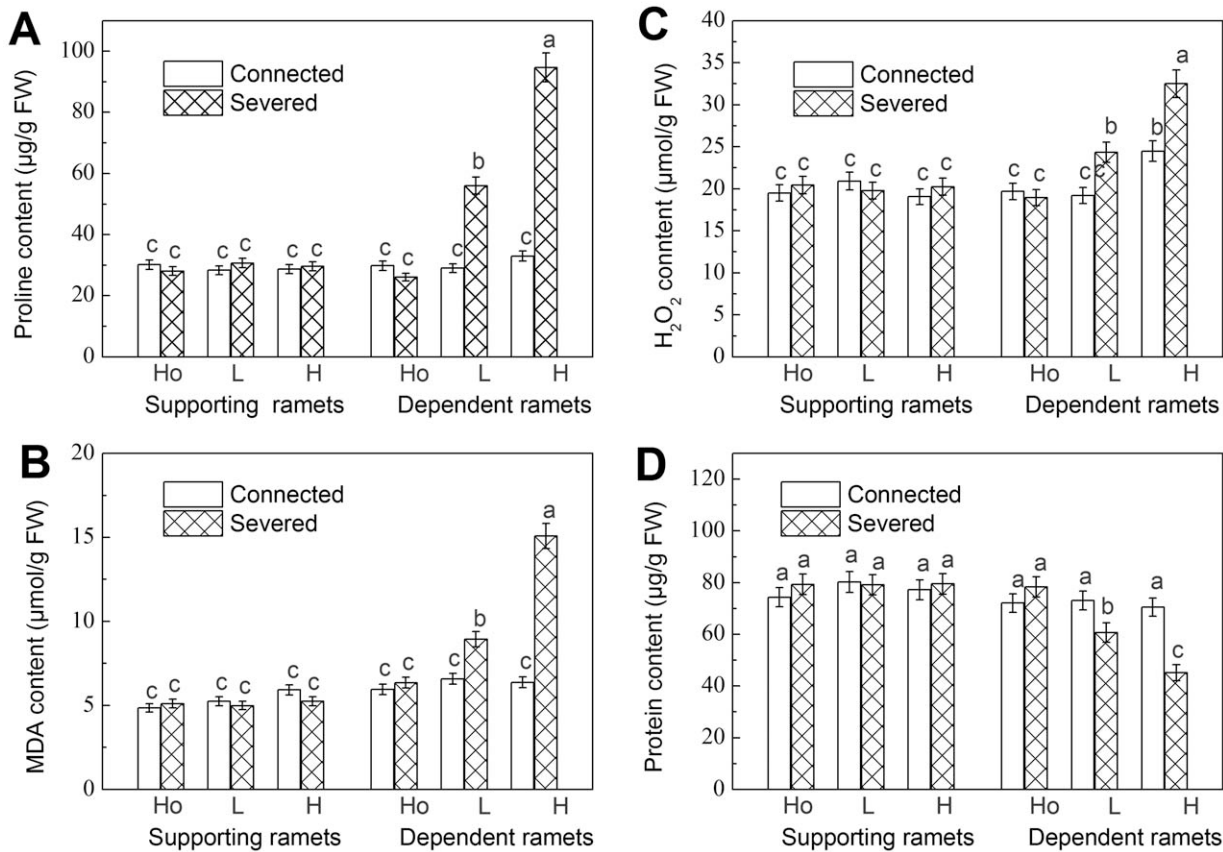 A
Proline content (µg/g FW)
100
80
60
40
20
0
Connected
Severed
c c c c c c c c c b c a
Ho L H Ho L H
Supporting ramets Dependent ramets
C
H₂O₂ content (µmol/g FW)
40
35
30
25
20
15
10
5
0
Connected
Severed
c c c c c c c c c b b a
Ho L H Ho L H
Supporting ramets Dependent ramets
B
MDA content (µmol/g FW)
20
15
10
5
0
Connected
Severed
c c c c c c c c c b c a
Ho L H Ho L H
Supporting ramets Dependent ramets
D
Protein content (µg/g FW)
120
100
80
60
40
20
0
Connected
Severed
a a a a a a a a a b a c
Ho L H Ho L H
Supporting ramets Dependent ramets